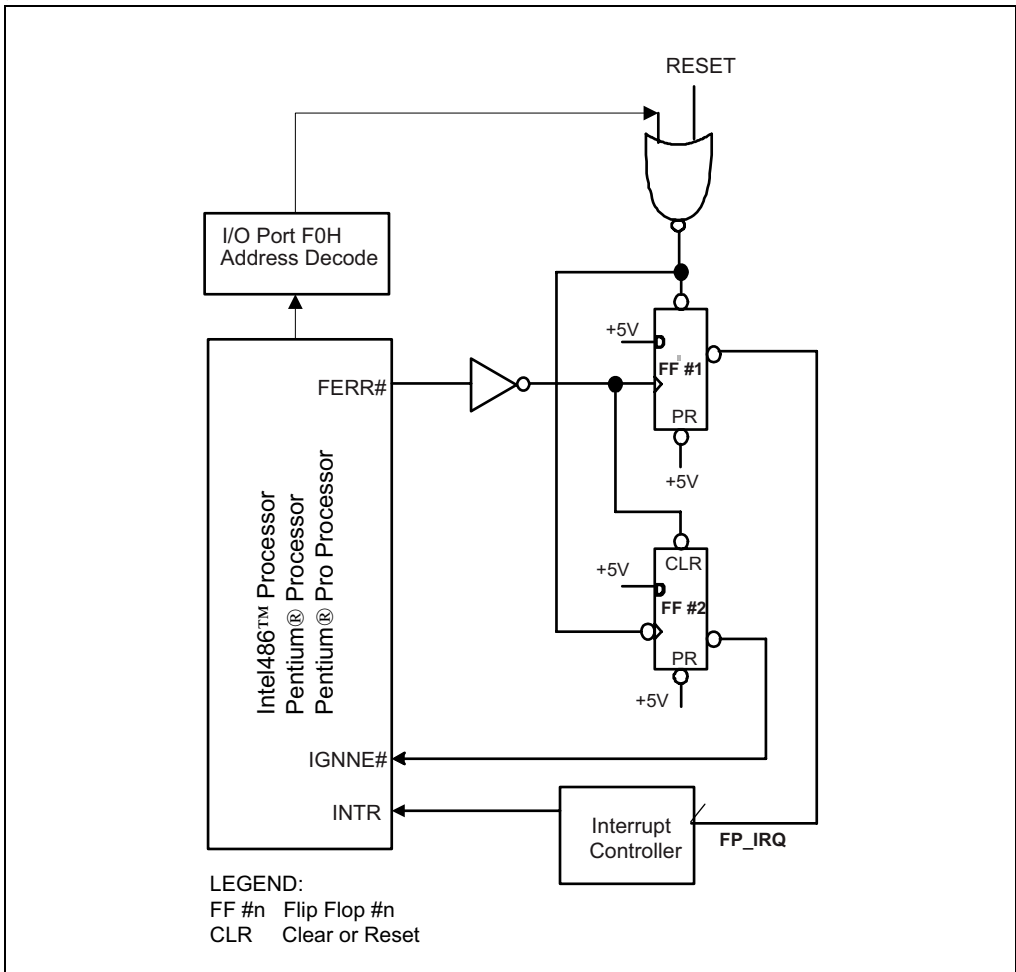 RESET
I/O Port F0H
Address Decode
+5V
FF #1
FERR#
PR
+5V
Intel486™ Processor
Pentium® Processor
Pentium® Pro Processor
CLR
+5V
FF #2
PR
+5V
IGNNE#
INTR
Interrupt
Controller
FP_IRQ
LEGEND:
FF #n Flip Flop #n
CLR Clear or Reset